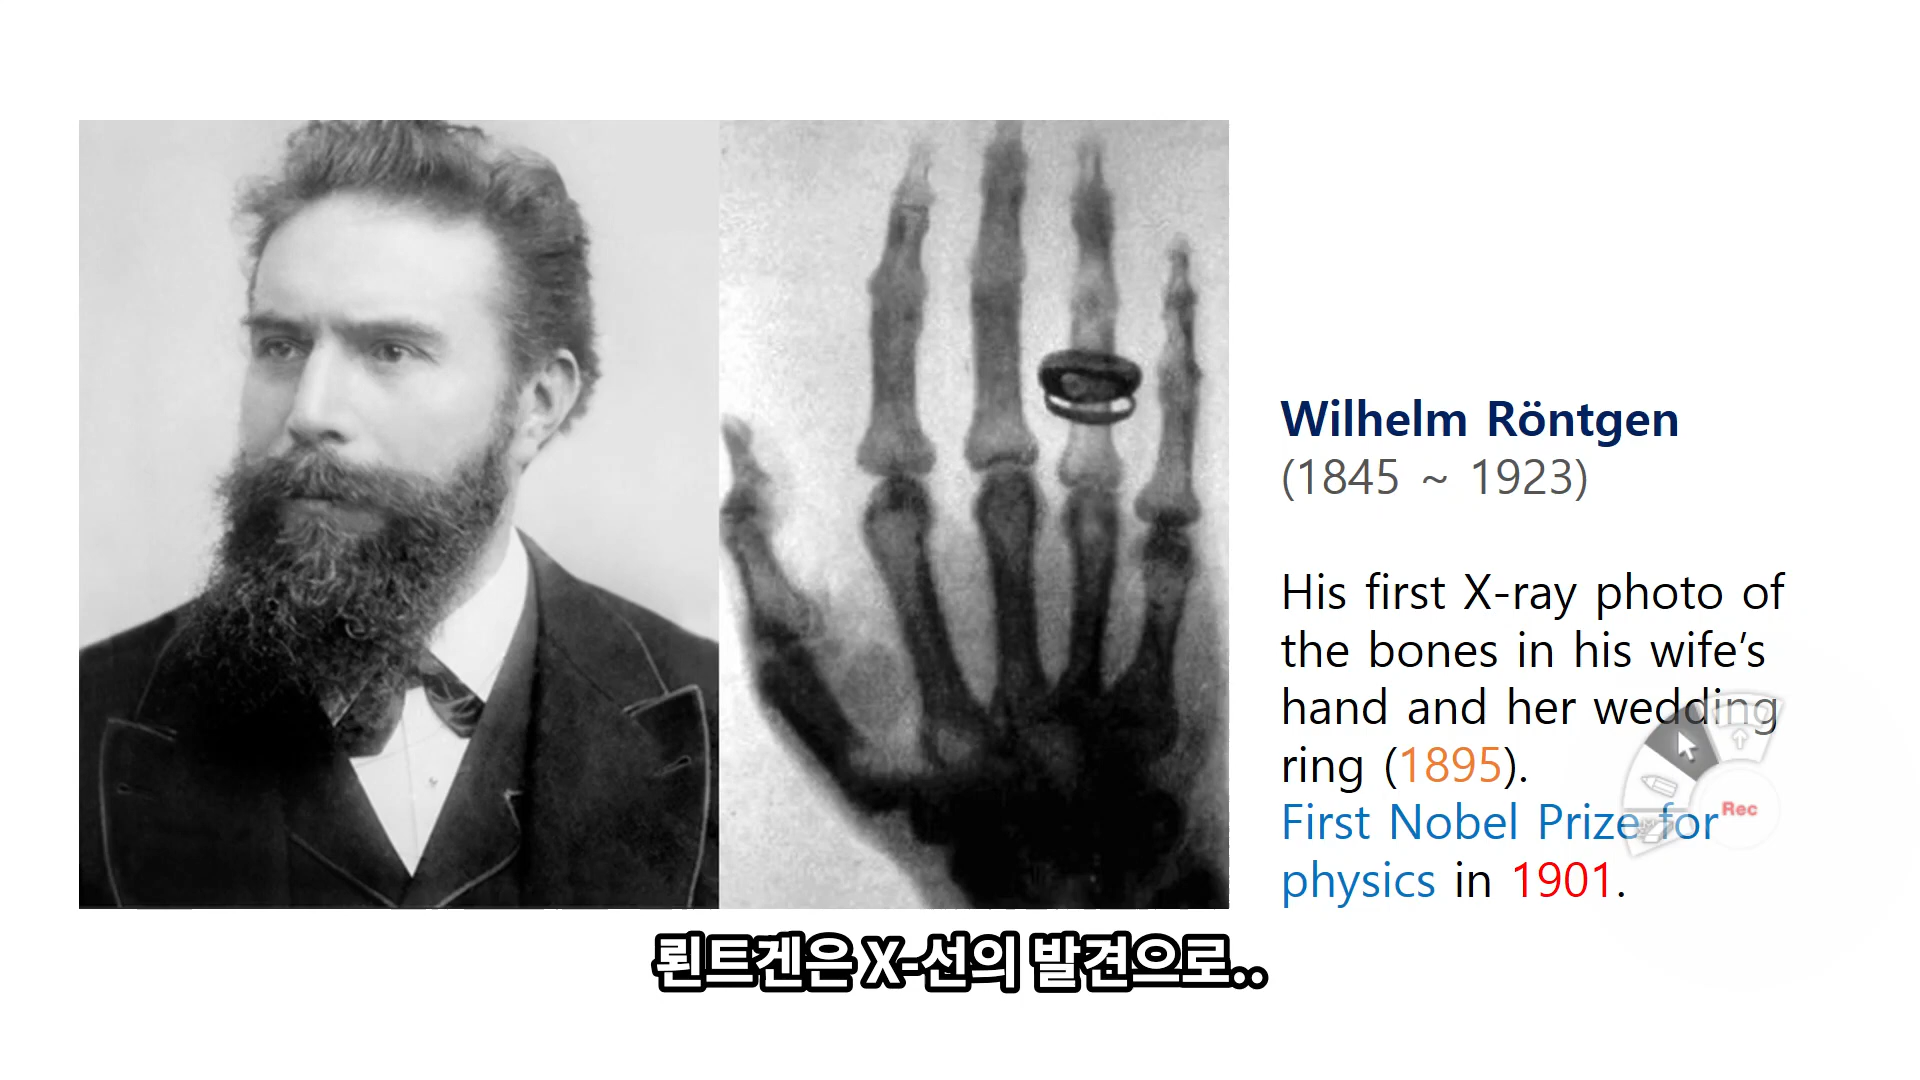 Wilhelm Röntgen
(1845 ~ 1923)
His first X-ray photo of
the bones in his wife’s
hand and her wedding
ring (1895).
First Nobel Prize for
physics in 1901.
Rec
뢴트겐은 X-선의 발견으로..